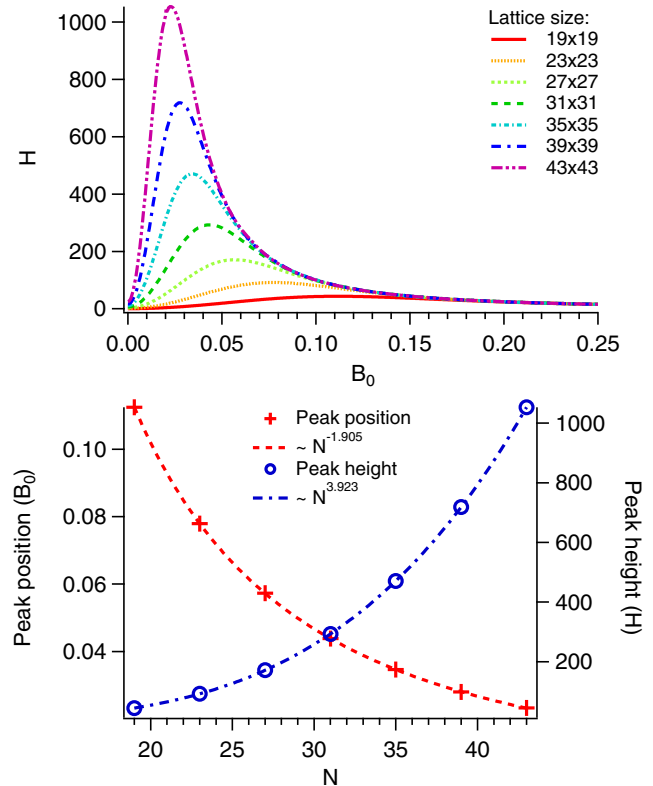 Lattice size:
19x19
23x23
27x27
31x31
35x35
39x39
43x43
1000
800
600
400
200
0
H
0.00
0.05
0.10
0.15
0.20
0.25
B₀
Peak position
~ N^-1.905
Peak height
~ N^3.923
0.10
0.08
0.06
0.04
Peak position (B₀)
1000
800
600
400
200
Peak height (H)
20
25
30
35
40
N